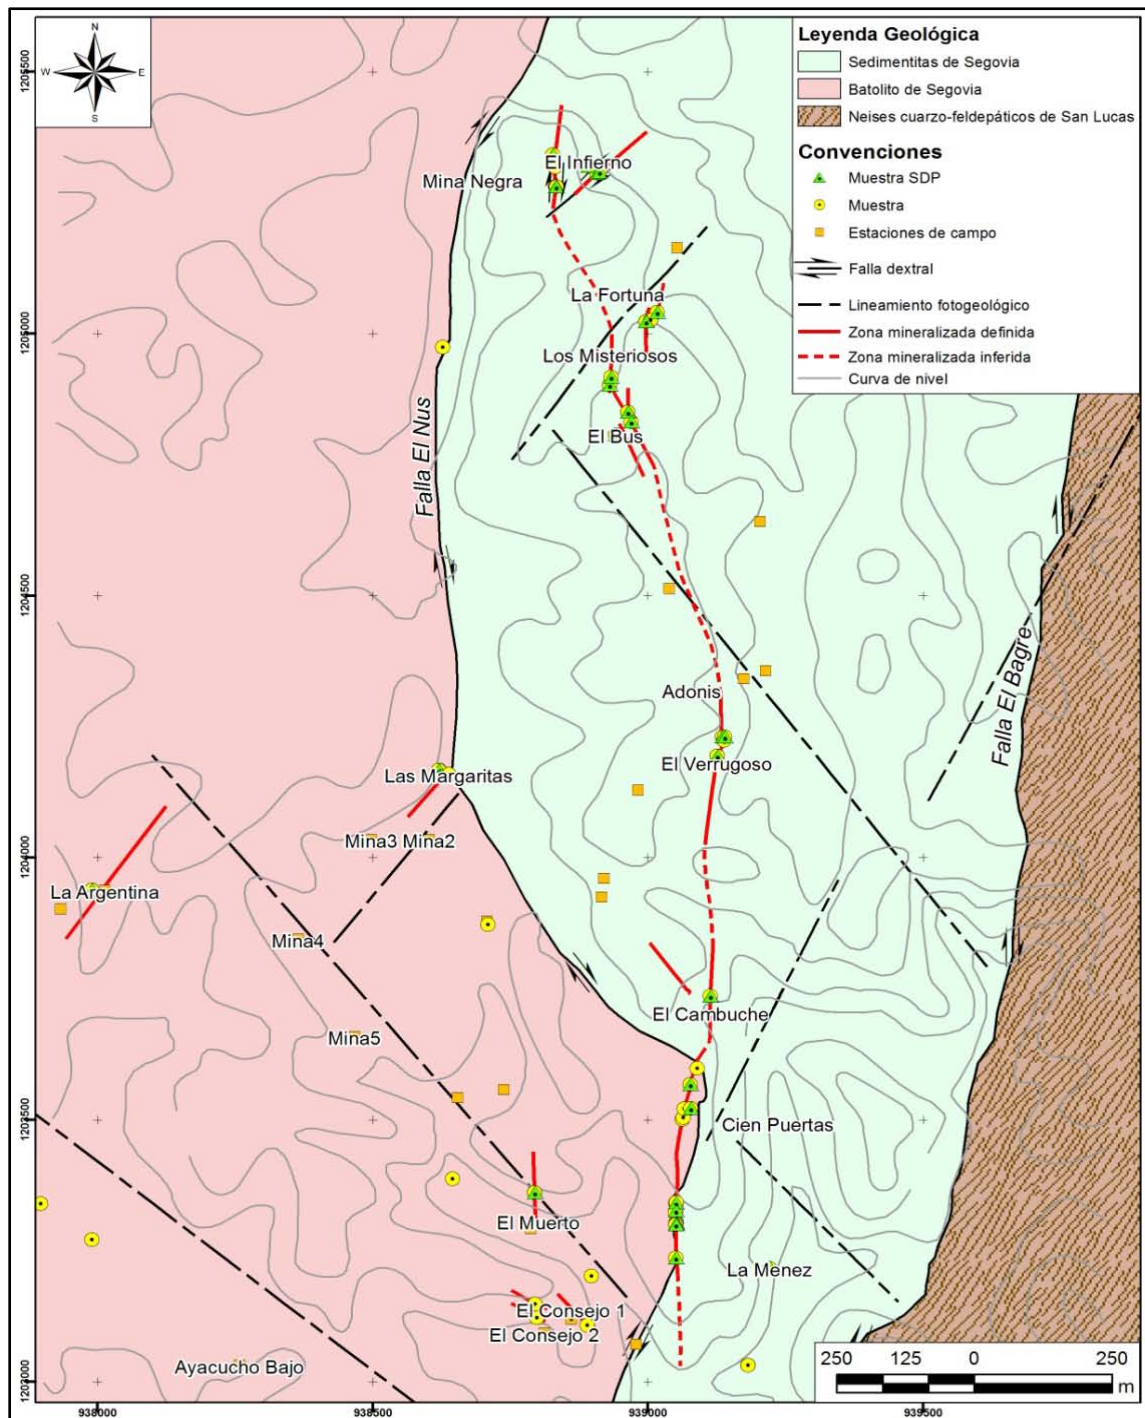 N
W
E
S
Leyenda Geológica
Sedimentitas de Segovia
Batolito de Segovia
Neises cuarzo-feldepáticos de San Lucas
Convenciones
Muestra SDP
Muestra
Estaciones de campo
Falla dextral
Lineamiento fotogeológico
Zona mineralizada definida
Zona mineralizada inferida
Curva de nivel
1205500
El Infierno
Mina Negra
La Fortuna
1205000
Los Misteriosos
El Bus
Falla El Nus
1204500
Falla El Bagre
Adonis
El Verrugoso
Las Margaritas
Mina3 Mina2
1204000
La Argentina
Mina4
El Cambuche
Mina5
1203500
Cien Puertas
El Muerto
La Menez
El Consejo 1
El Consejo 2
Ayacucho Bajo
1203000
250 125 0 250
m
938000 938500 939000 939500